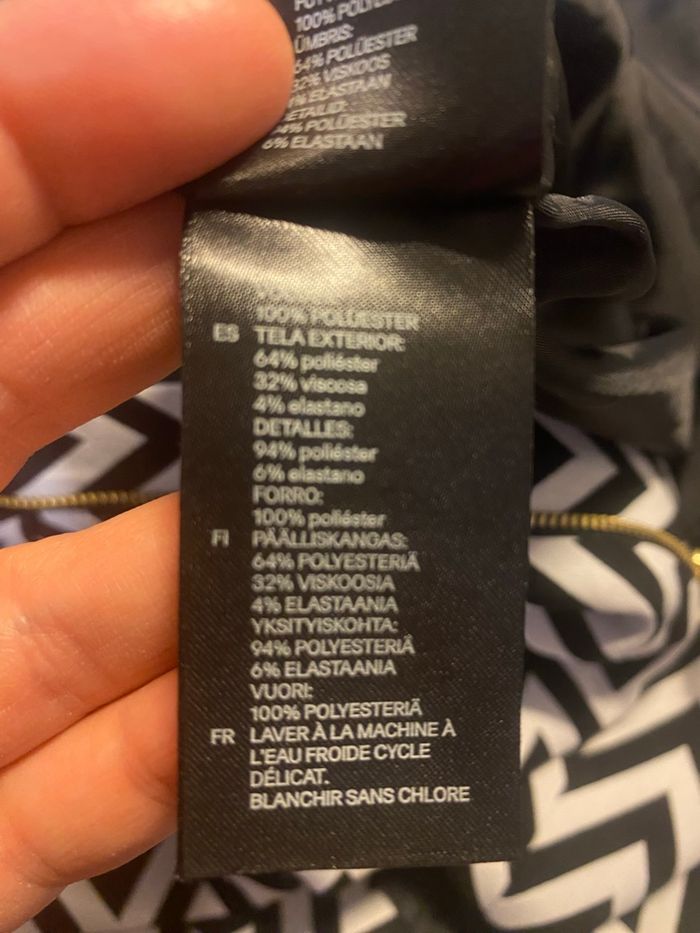 100%
ÜMBRIS:
64% POLÜESTER
32% VISKOOS
ELASTAAN
POLÜESTER
6% ELASTAAN
100% POLÜESTER
ES TELA EXTERIOR:
64% poliéster
32% viscosa
4% elastano
DETALLES:
94% poliéster
6% elastano
FORRO:
100% poliéster
FI PÄÄLLISKANGAS:
64% POLYESTERIÄ
32% VISKOOSIA
4% ELASTAANIA
YKSITYISKOHTA:
94% POLYESTERIÄ
6% ELASTAANIA
VUORI:
100% POLYESTERIÄ
FR LAVER À LA MACHINE À
L'EAU FROIDE CYCLE
DÉLICAT.
BLANCHIR SANS CHLORE